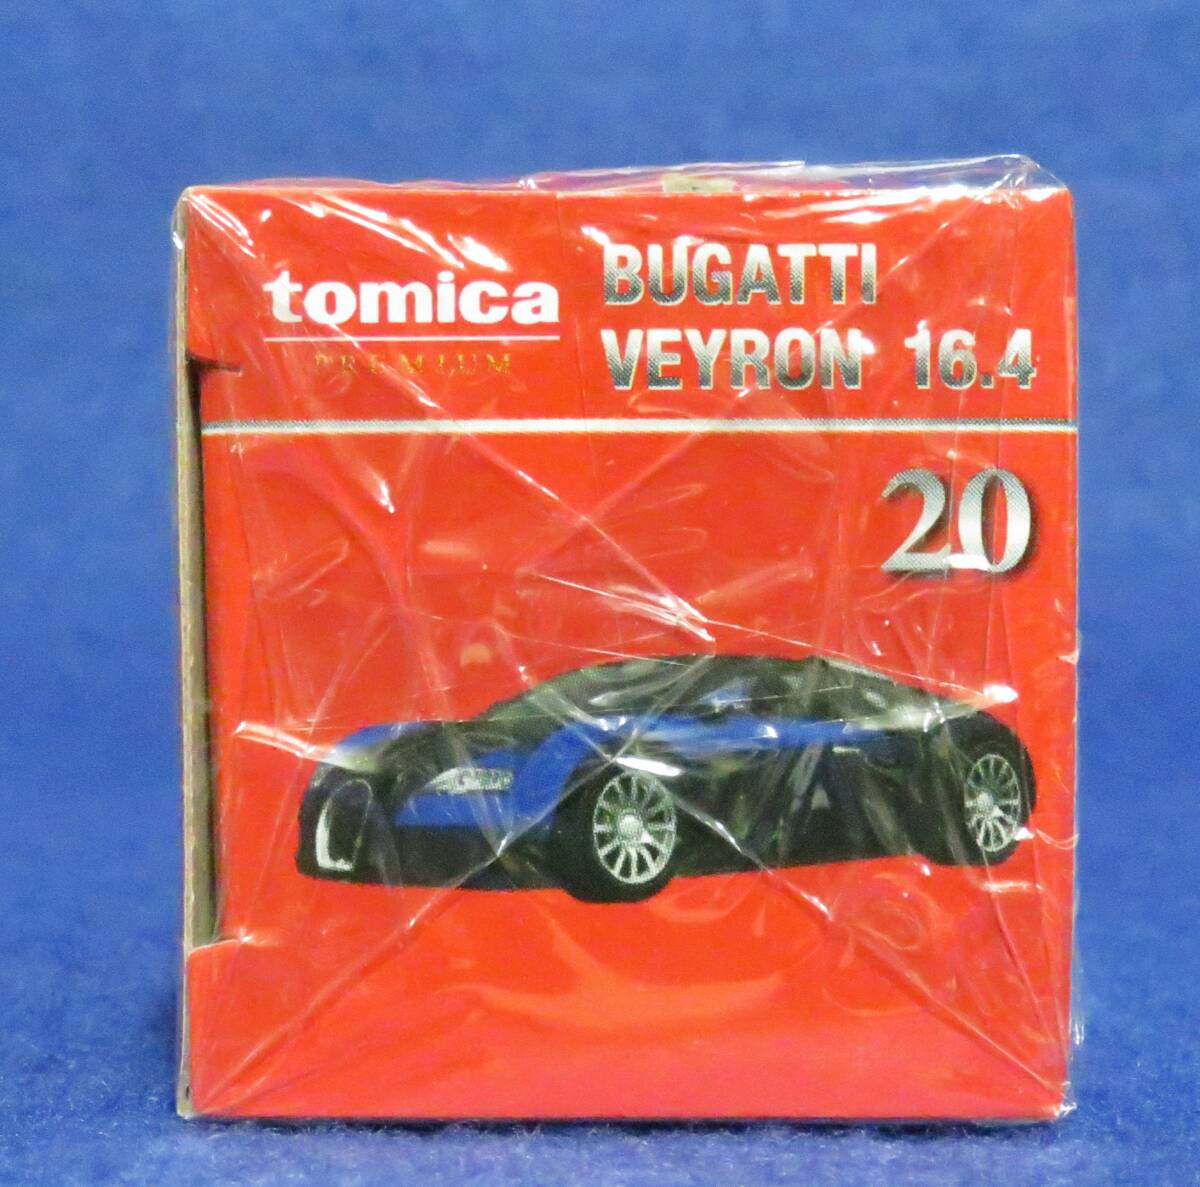 tomica
PREMIUM
BUGATTI
VEYRON 16.4
20